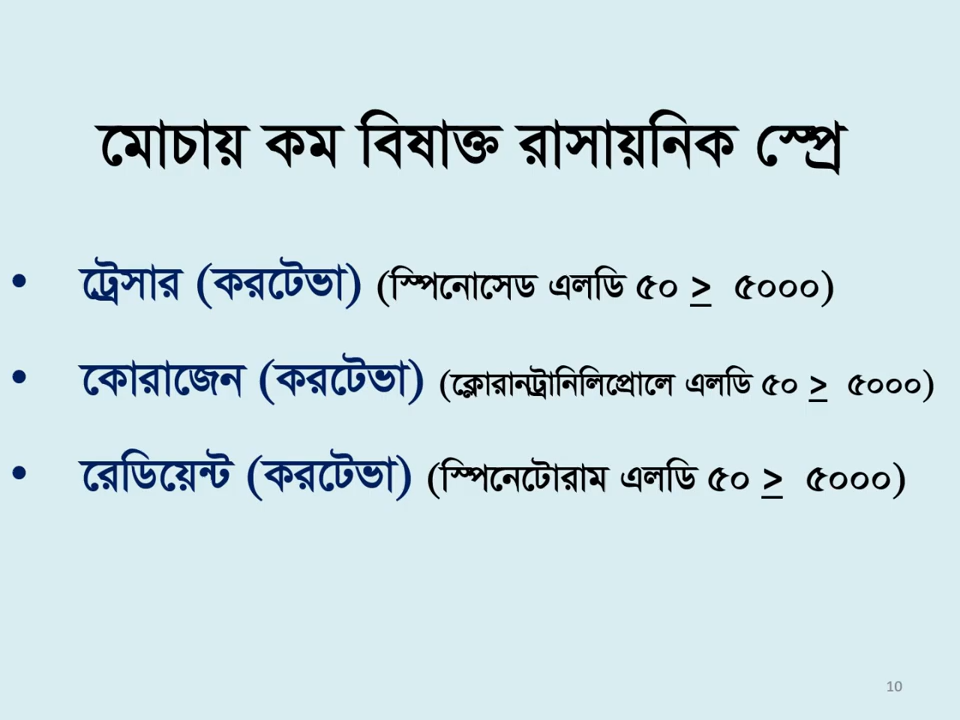 মোচায় কম বিষাক্ত রাসায়নিক স্প্রে
• ট্রেসার (করটেভা) (স্পিনোসেড এলডি ৫০ ≥ ৫০০০)
• কোরাজেন (করটেভা) (ক্লোরানট্রানিলিপ্রোলে এলডি ৫০ ≥ ৫০০০)
• রেডিয়েন্ট (করটেভা) (স্পিনেটোরাম এলডি ৫০ ≥ ৫০০০)
10